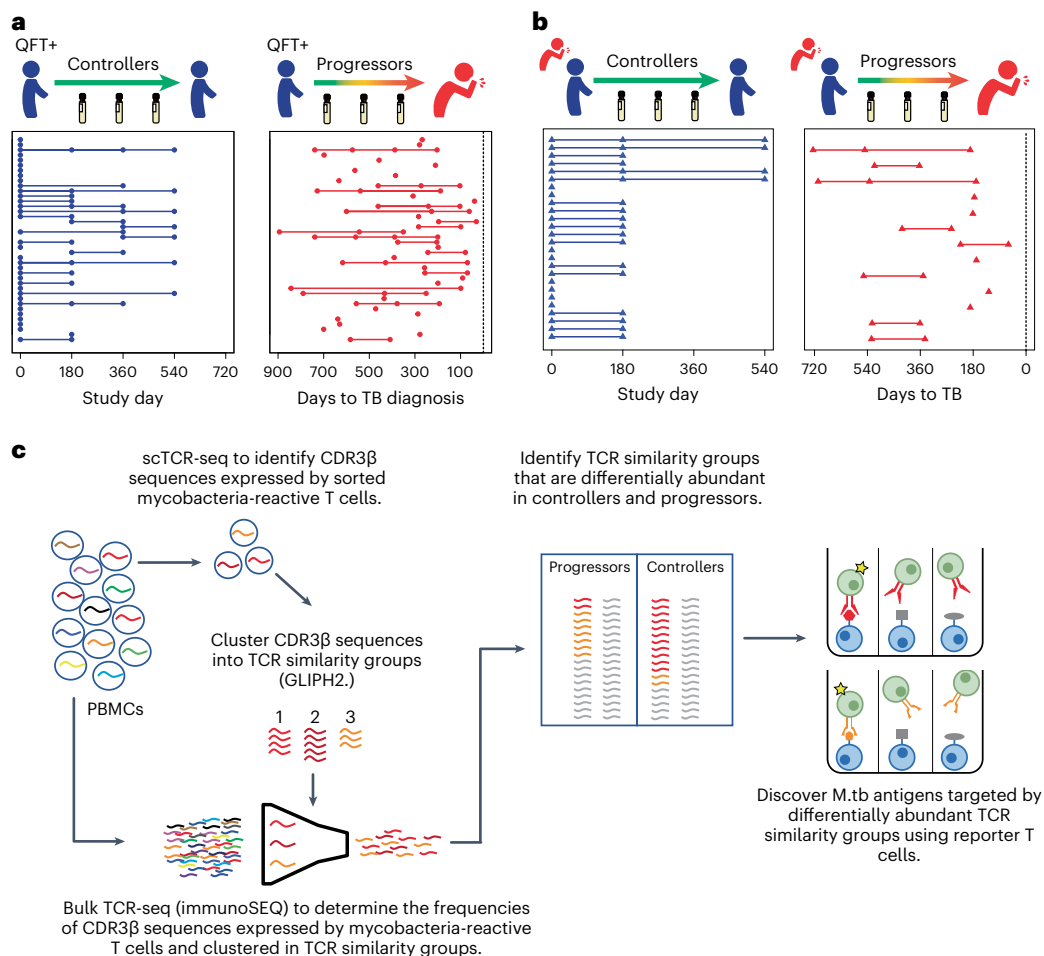 a
QFT+
Controllers
QFT+
Progressors
0 180 360 540 720
Study day
900 700 500 300 100
Days to TB diagnosis
b
Controllers
Progressors
0 180 360 540
Study day
720 540 360 180 0
Days to TB
c
scTCR-seq to identify CDR3β
sequences expressed by sorted
mycobacteria-reactive T cells.
PBMCs
Cluster CDR3β sequences
into TCR similarity groups
(GLIPH2.)
1 2 3
Bulk TCR-seq (immunoSEQ) to determine the frequencies
of CDR3β sequences expressed by mycobacteria-reactive
T cells and clustered in TCR similarity groups.
Identify TCR similarity groups
that are differentially abundant
in controllers and progressors.
Progressors Controllers
Discover M.tb antigens targeted by
differentially abundant TCR
similarity groups using reporter T
cells.